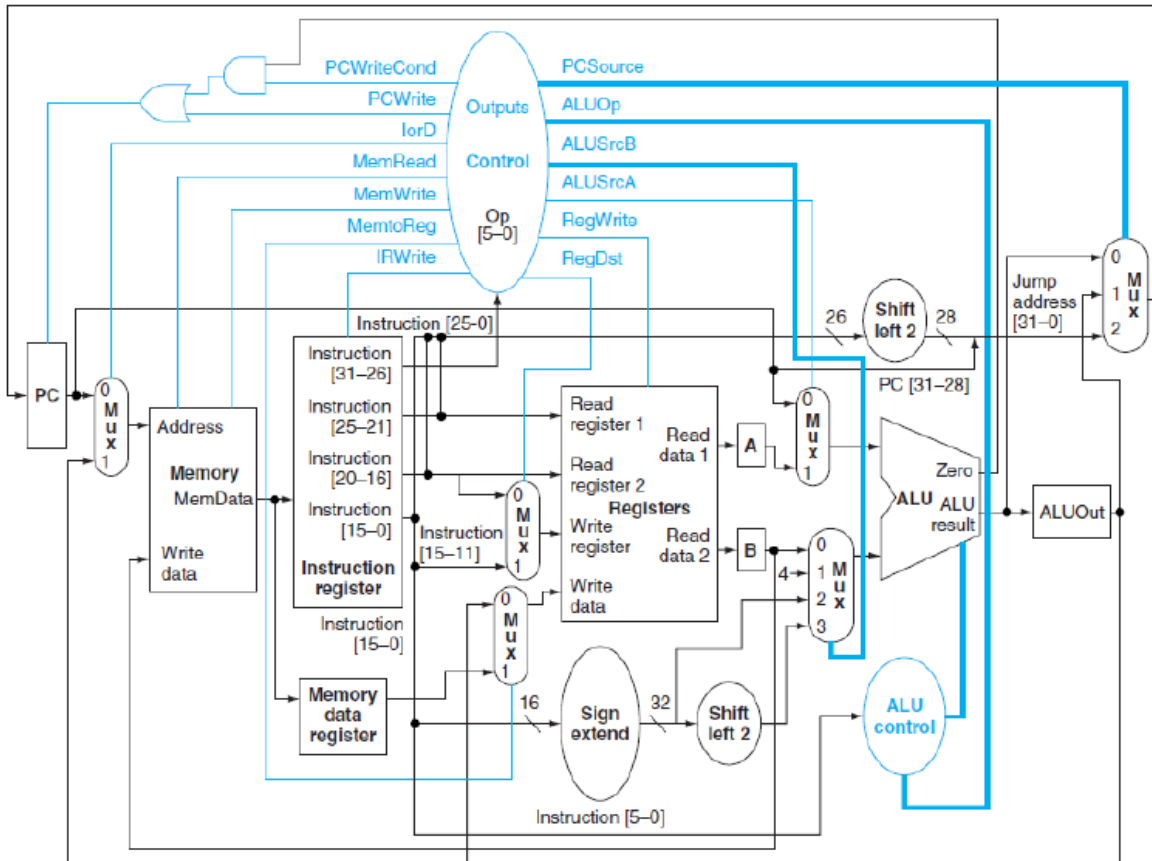 PCWriteCond
PCWrite
IorD
MemRead
MemWrite
MemtoReg
IRWrite
Outputs
Control
Op
[5–0]
PCSource
ALUOp
ALUSrcB
ALUSrcA
RegWrite
RegDst
PC
0
M
u
x
1
Address
Memory
MemData
Write
data
Instruction [25-0]
Instruction
[31–26]
Instruction
[25–21]
Instruction
[20–16]
Instruction
[15–0]
Instruction
register
Instruction
[15–0]
Memory
data
register
Instruction
[15–11]
0
M
u
x
1
0
M
u
x
1
Read
register 1
Read
register 2
Registers
Write
register
Write
data
Read
data 1
Read
data 2
A
B
16
Sign
extend
32
Shift
left 2
Instruction [5–0]
26
Shift
left 2
28
PC [31–28]
Jump
address
[31–0]
0
M
u
x
1
4
0
1
2
3
M
u
x
Zero
ALU
ALU
result
ALU
control
ALUOut
0
1
2
M
u
x